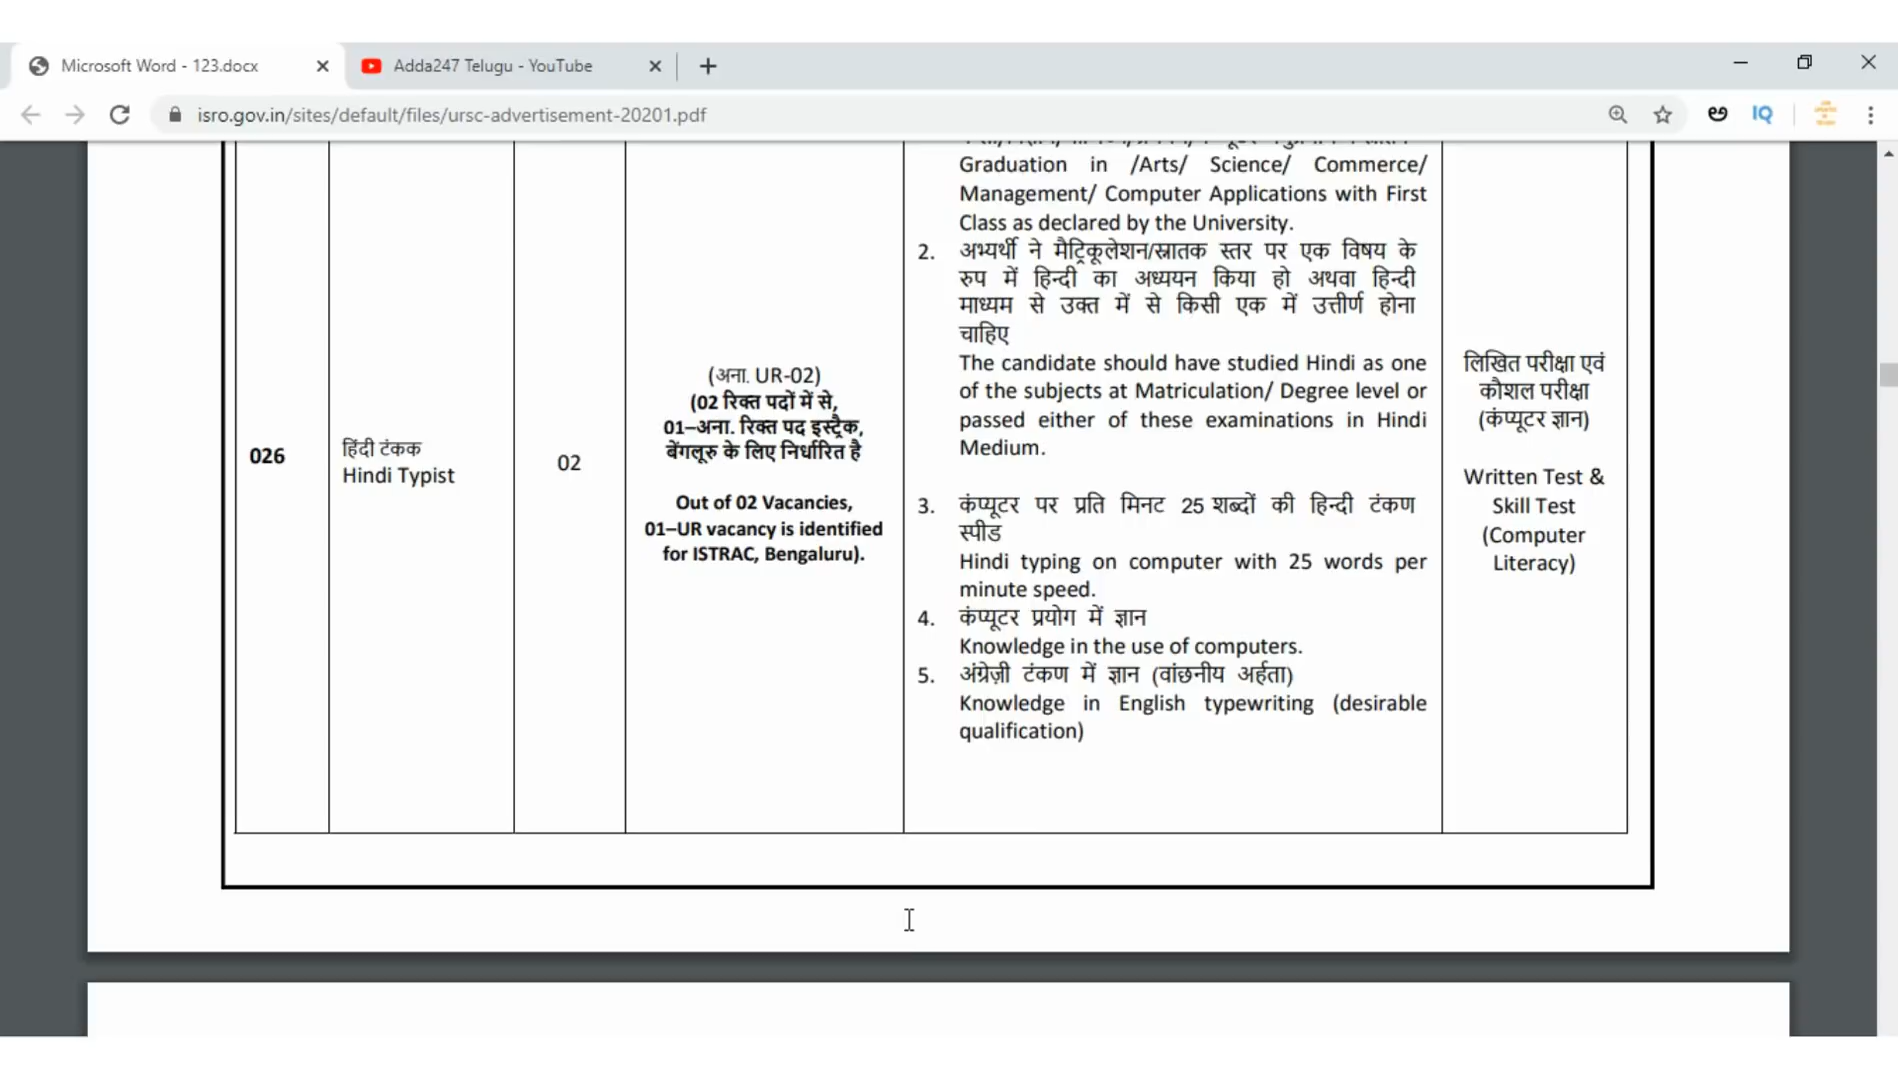 Microsoft Word - 123.docx
Adda247 Telugu - YouTube
isro.gov.in/sites/default/files/ursc-advertisement-20201.pdf
IQ
026
हिंदी टंकक
Hindi Typist
02
(अना. UR-02)
(02 रिक्त पदों में से,
01–अना. रिक्त पद इस्ट्रैक,
बेंगलूरु के लिए निर्धारित है
Out of 02 Vacancies,
01–UR vacancy is identified
for ISTRAC, Bengaluru).
Graduation in /Arts/ Science/ Commerce/
Management/ Computer Applications with First
Class as declared by the University.
2. अभ्यर्थी ने मैट्रिकूलेशन/स्नातक स्तर पर एक विषय के
रुप में हिन्दी का अध्ययन किया हो अथवा हिन्दी
माध्यम से उक्त में से किसी एक में उत्तीर्ण होना
चाहिए
The candidate should have studied Hindi as one
of the subjects at Matriculation/ Degree level or
passed either of these examinations in Hindi
Medium.
3. कंप्यूटर पर प्रति मिनट 25 शब्दों की हिन्दी टंकण
स्पीड
Hindi typing on computer with 25 words per
minute speed.
4. कंप्यूटर प्रयोग में ज्ञान
Knowledge in the use of computers.
5. अंग्रेज़ी टंकण में ज्ञान (वांछनीय अर्हता)
Knowledge in English typewriting (desirable
qualification)
लिखित परीक्षा एवं
कौशल परीक्षा
(कंप्यूटर ज्ञान)
Written Test &
Skill Test
(Computer
Literacy)